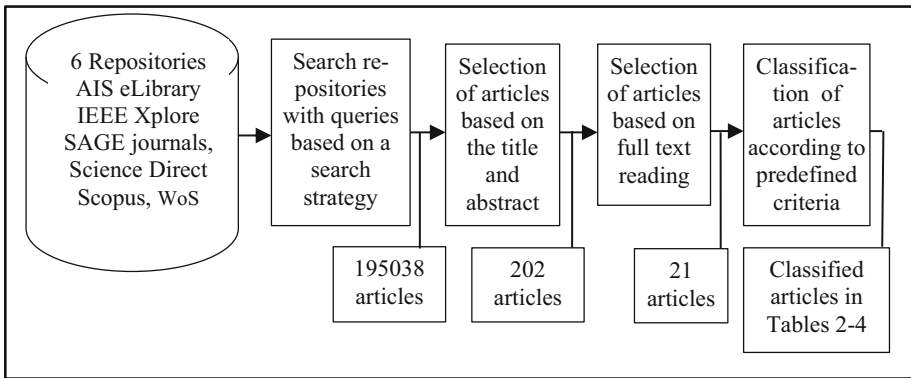 6 Repositories
AIS eLibrary
IEEE Xplore
SAGE journals,
Science Direct
Scopus, WoS
Search re-
positories
with queries
based on a
search
strategy
Selection
of articles
based on
the title
and
abstract
Selection
of articles
based on
full text
reading
Classifica-
tion of
articles
according to
predefined
criteria
195038
articles
202
articles
21
articles
Classified
articles in
Tables 2-4